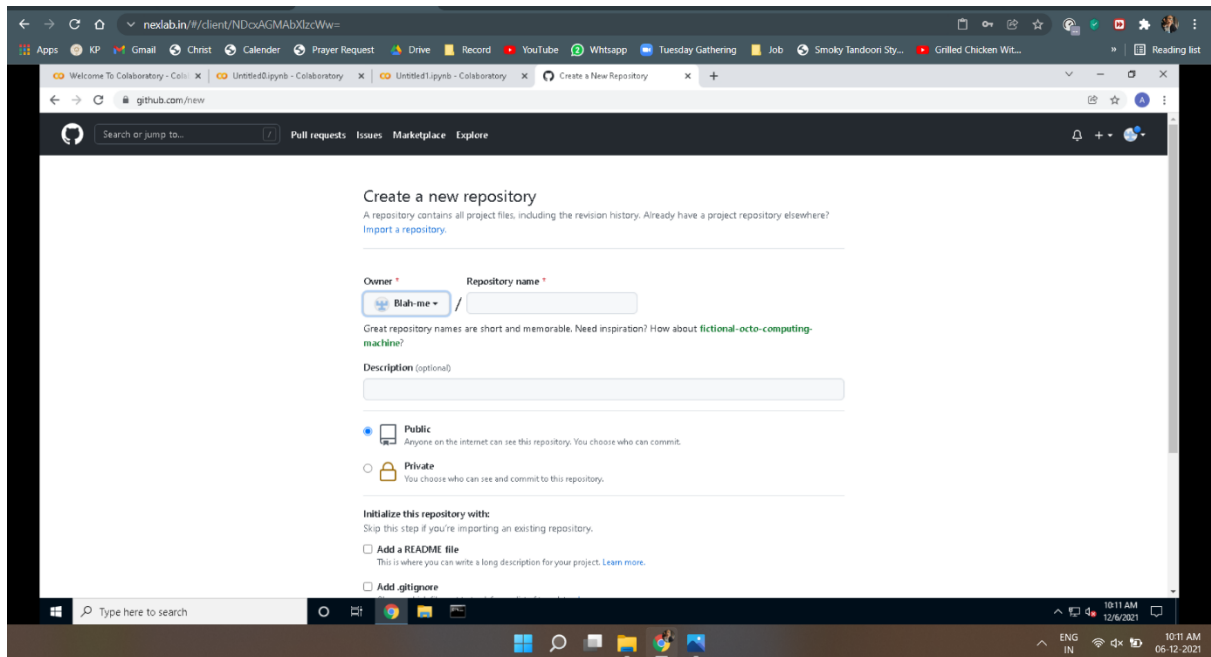 nexlab.in/#/client/NDcxAGMAbXlzcWw=
Apps KP Gmail Christ Calender Prayer Request Drive Record YouTube Whtsapp Tuesday Gathering Job Smoky Tandoori Sty... Grilled Chicken Wit... » Reading list
Welcome To Colaboratory - Cola Untitled0.ipynb - Colaboratory Untitled1.ipynb - Colaboratory Create a New Repository
github.com/new
A
Search or jump to... / Pull requests Issues Marketplace Explore
Create a new repository
A repository contains all project files, including the revision history. Already have a project repository elsewhere?
Import a repository.
Owner * Repository name *
Blah-me /
Great repository names are short and memorable. Need inspiration? How about fictional-octo-computing-
machine?
Description (optional)
Public
Anyone on the internet can see this repository. You choose who can commit.
Private
You choose who can see and commit to this repository.
Initialize this repository with:
Skip this step if you're importing an existing repository.
Add a README file
This is where you can write a long description for your project. Learn more.
Add .gitignore
Type here to search 10:11 AM
12/6/2021
ENG 10:11 AM
IN 06-12-2021